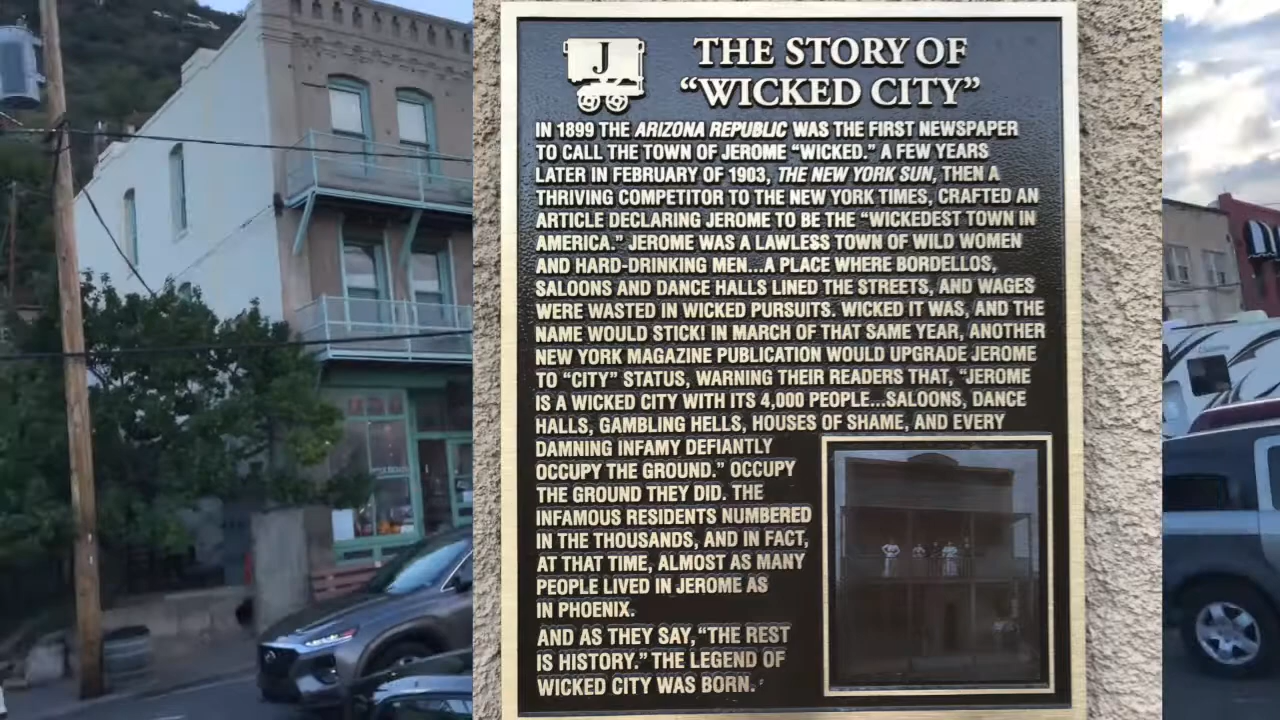 J
THE STORY OF
“WICKED CITY”
IN 1899 THE ARIZONA REPUBLIC WAS THE FIRST NEWSPAPER
TO CALL THE TOWN OF JEROME “WICKED.” A FEW YEARS
LATER IN FEBRUARY OF 1903, THE NEW YORK SUN, THEN A
THRIVING COMPETITOR TO THE NEW YORK TIMES, CRAFTED AN
ARTICLE DECLARING JEROME TO BE THE “WICKEDEST TOWN IN
AMERICA.” JEROME WAS A LAWLESS TOWN OF WILD WOMEN
AND HARD-DRINKING MEN...A PLACE WHERE BORDELLOS,
SALOONS AND DANCE HALLS LINED THE STREETS, AND WAGES
WERE WASTED IN WICKED PURSUITS. WICKED IT WAS, AND THE
NAME WOULD STICK! IN MARCH OF THAT SAME YEAR, ANOTHER
NEW YORK MAGAZINE PUBLICATION WOULD UPGRADE JEROME
TO “CITY” STATUS, WARNING THEIR READERS THAT, “JEROME
IS A WICKED CITY WITH ITS 4,000 PEOPLE...SALOONS, DANCE
HALLS, GAMBLING HELLS, HOUSES OF SHAME, AND EVERY
DAMNING INFAMY DEFIANTLY
OCCUPY THE GROUND.” OCCUPY
THE GROUND THEY DID. THE
INFAMOUS RESIDENTS NUMBERED
IN THE THOUSANDS, AND IN FACT,
AT THAT TIME, ALMOST AS MANY
PEOPLE LIVED IN JEROME AS
IN PHOENIX.
AND AS THEY SAY, “THE REST
IS HISTORY.” THE LEGEND OF
WICKED CITY WAS BORN.